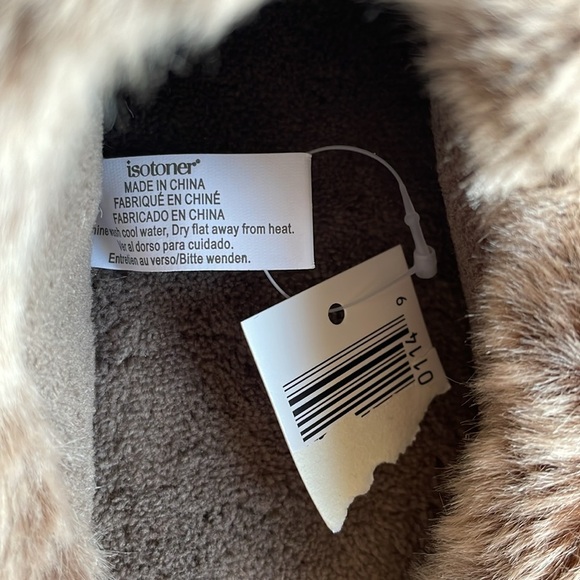 isotoner®
MADE IN CHINA
FABRIQUÉ EN CHINÉ
FABRICADO EN CHINA
cool water, Dry flat away from heat.
Ver al dorso para cuidado.
Entretien au verso/Bitte wenden.
0114
6